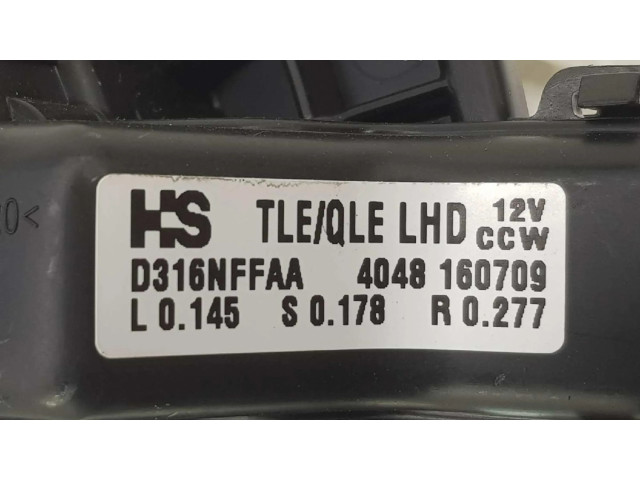 HS TLE/QLE LHD 12V CCW
D316NFFAA 4048 160709
L 0.145 S 0.178 R 0.277